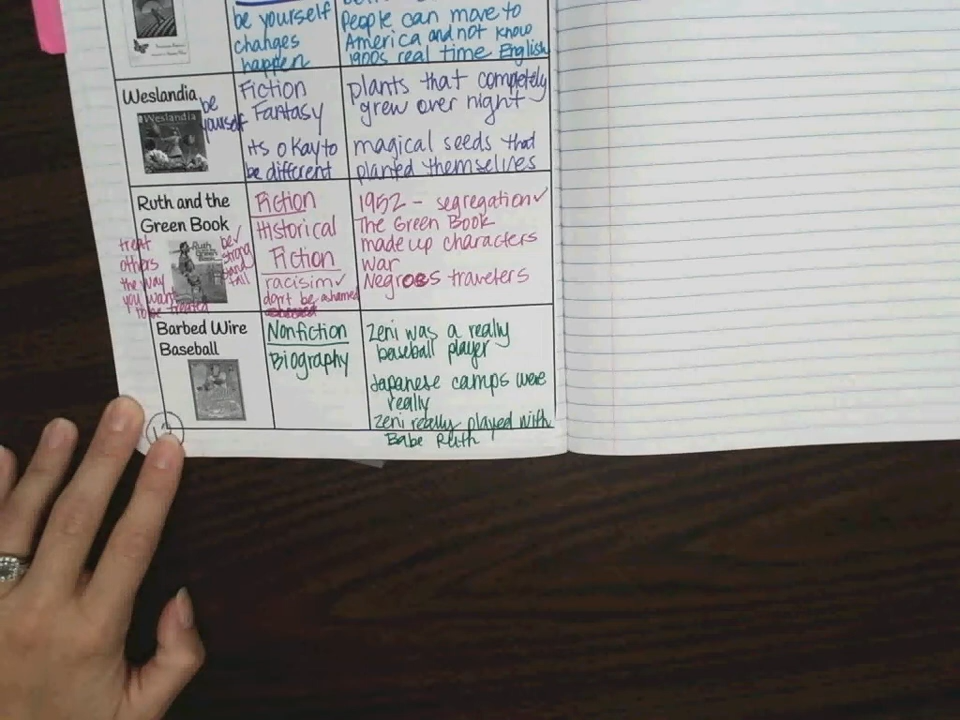 be yourself
changes
happen
People can move to
America and not know
1900s real time English
Weslandia
be
yourself
Weslandia
Fiction
Fantasy
its okay to
be different
plants that completely
grew over night
magical seeds that
planted themselves
Ruth and the
Green Book
treat
others
the way
you want
to be treated
Ruth
be
strong
and
tall
Fiction
Historical
Fiction
racisim
don't be ashamed
1952 - segregation
The Green Book
made up characters
war
Negroes travelers
Barbed Wire
Baseball
Nonfiction
Biography
Zeni was a really
baseball player
Japanese camps were
really
Zeni really played with
Babe Ruth